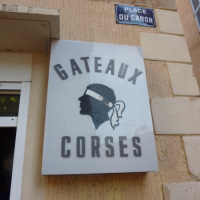 PLACE
DU CANON
GATEAUX
CORSES